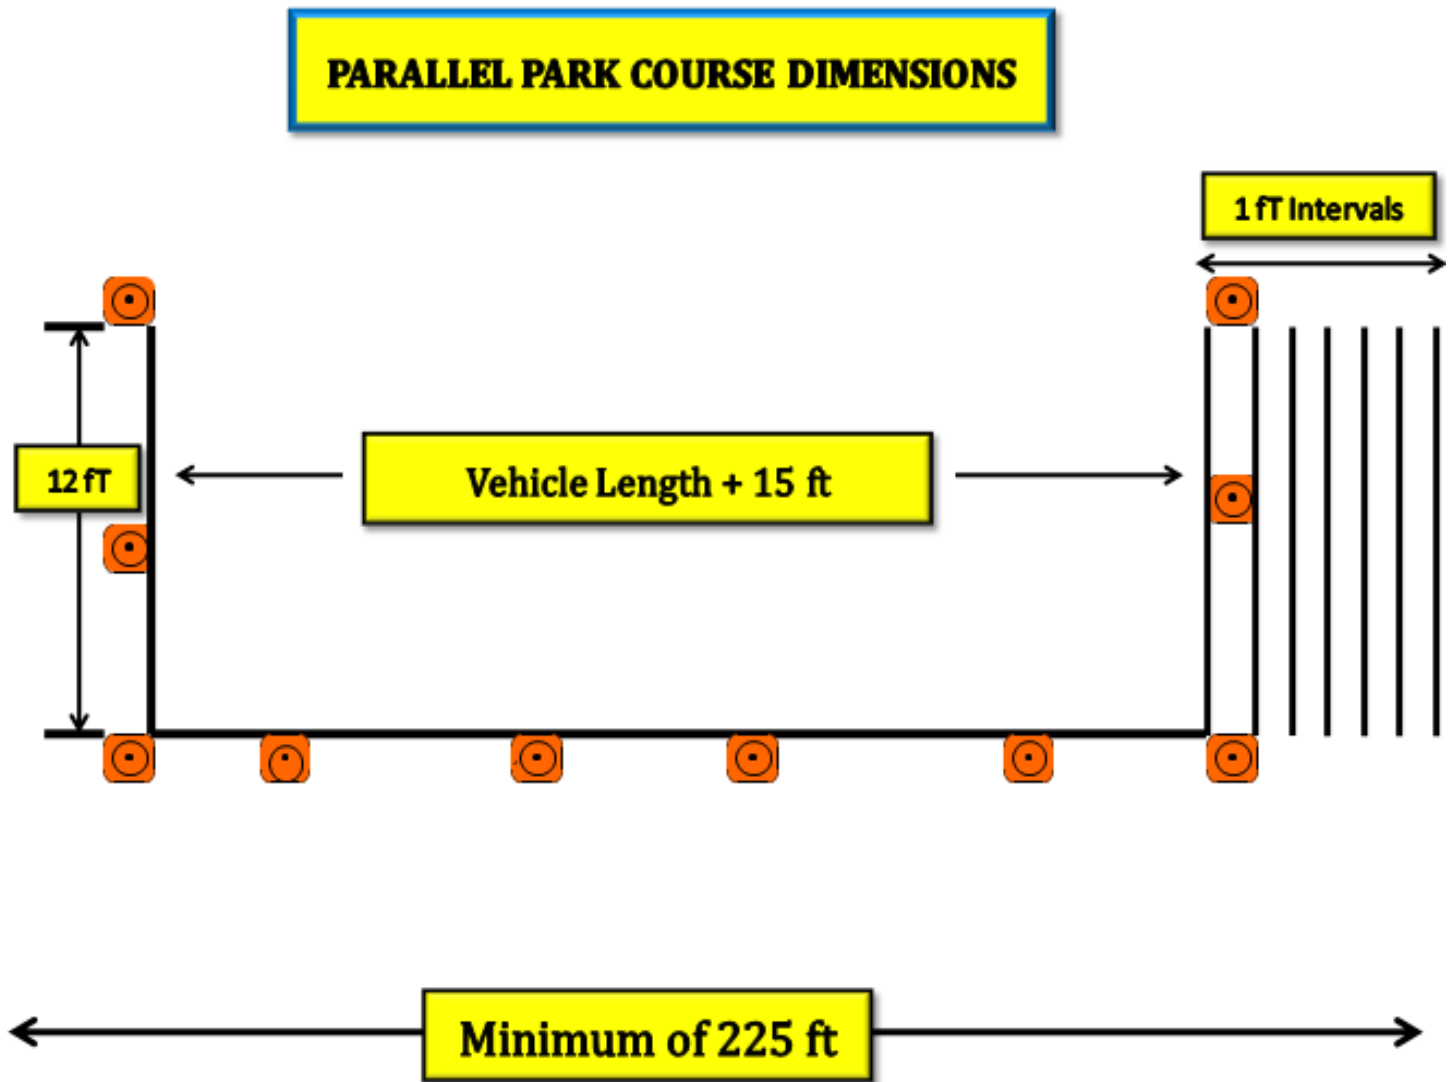 PARALLEL PARK COURSE DIMENSIONS
1 fT Intervals
12 fT
Vehicle Length + 15 ft
Minimum of 225 ft